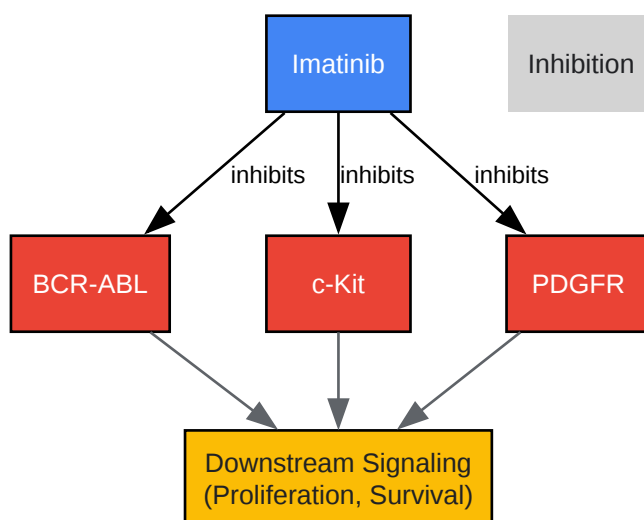 Imatinib
Inhibition
inhibits
inhibits
inhibits
BCR-ABL
c-Kit
PDGFR
Downstream Signaling
(Proliferation, Survival)